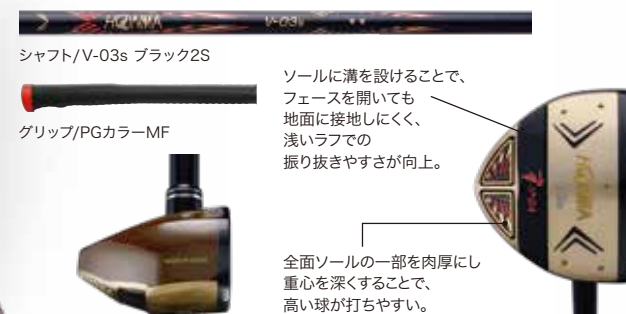 HONMA V-03s
シャフト/V-03s ブラック2S
グリップ/PGカラーMF
ソールに溝を設けることで、
フェースを開いても
地面に接地しにくく、
浅いラフでの
振り抜きやすさが向上。
HONMA
全面ソールの一部を肉厚にし
重心を深くすることで、
高い球が打ちやすい。